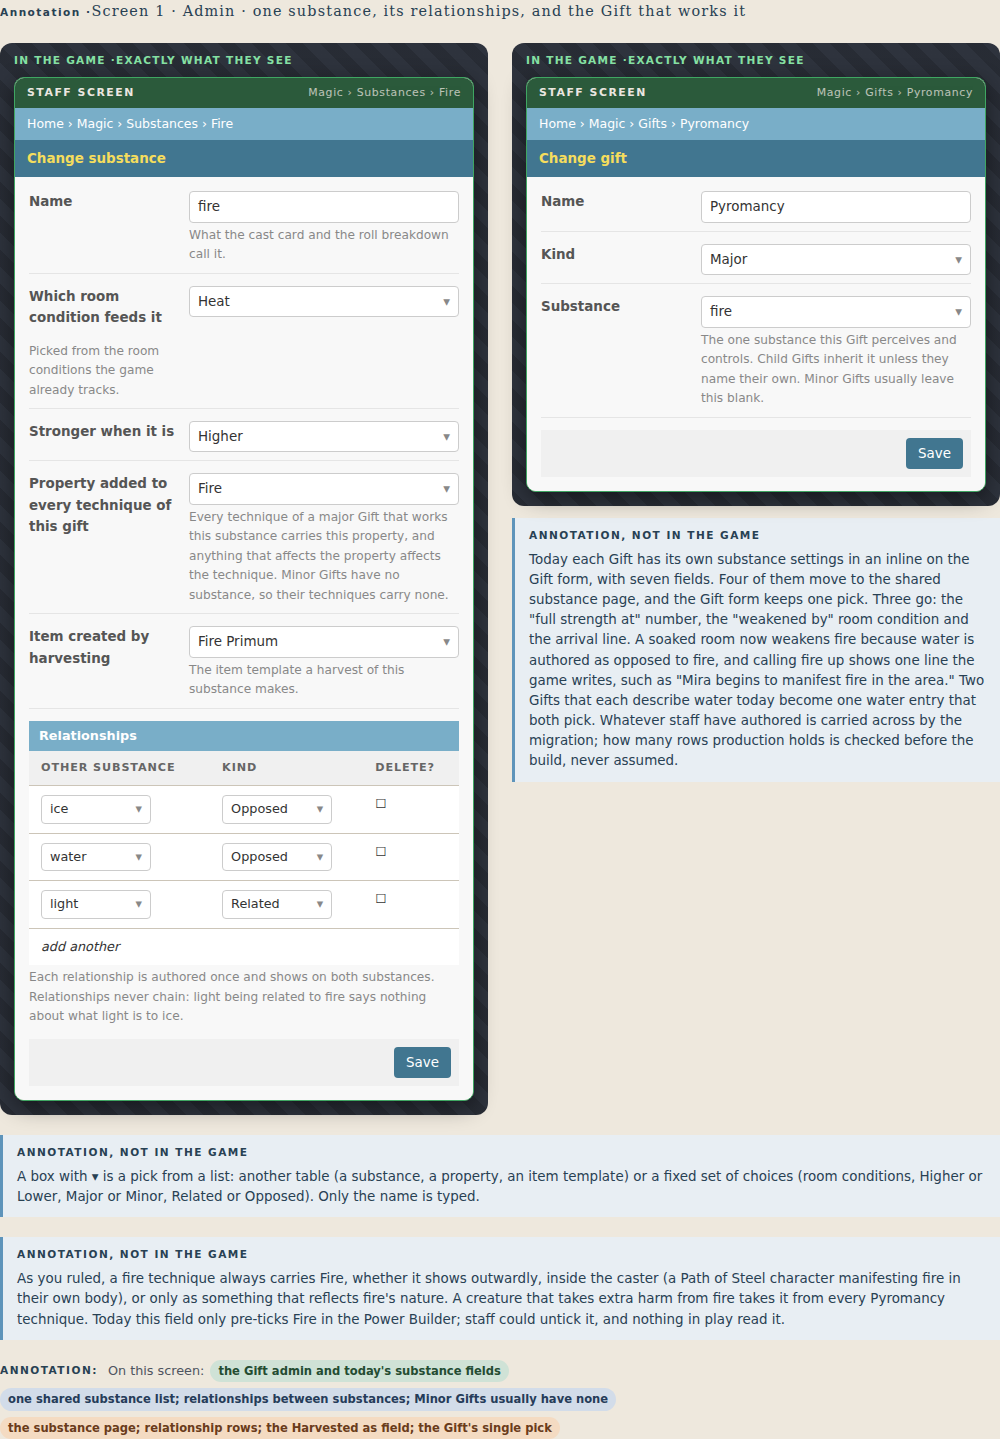 Annotation ·Screen 1 · Admin · one substance, its relationships, and the Gift that works it
IN THE GAME ·EXACTLY WHAT THEY SEE
STAFF SCREEN
Magic › Substances › Fire
Home › Magic › Substances › Fire
Change substance
Name
fire
What the cast card and the roll breakdown
call it.
Which room
condition feeds it
Heat ▼
Picked from the room
conditions the game
already tracks.
Stronger when it is
Higher ▼
Property added to
every technique of
this gift
Fire ▼
Every technique of a major Gift that works
this substance carries this property, and
anything that affects the property affects
the technique. Minor Gifts have no
substance, so their techniques carry none.
Item created by
harvesting
Fire Primum ▼
The item template a harvest of this
substance makes.
Relationships
OTHER SUBSTANCE KIND DELETE?
ice ▼ Opposed ▼ ☐
water ▼ Opposed ▼ ☐
light ▼ Related ▼ ☐
add another
Each relationship is authored once and shows on both substances.
Relationships never chain: light being related to fire says nothing
about what light is to ice.
Save
IN THE GAME ·EXACTLY WHAT THEY SEE
STAFF SCREEN
Magic › Gifts › Pyromancy
Home › Magic › Gifts › Pyromancy
Change gift
Name
Pyromancy
Kind
Major ▼
Substance
fire ▼
The one substance this Gift perceives and
controls. Child Gifts inherit it unless they
name their own. Minor Gifts usually leave
this blank.
Save
ANNOTATION, NOT IN THE GAME
Today each Gift has its own substance settings in an inline on the
Gift form, with seven fields. Four of them move to the shared
substance page, and the Gift form keeps one pick. Three go: the
"full strength at" number, the "weakened by" room condition and
the arrival line. A soaked room now weakens fire because water is
authored as opposed to fire, and calling fire up shows one line the
game writes, such as "Mira begins to manifest fire in the area." Two
Gifts that each describe water today become one water entry that
both pick. Whatever staff have authored is carried across by the
migration; how many rows production holds is checked before the
build, never assumed.
ANNOTATION, NOT IN THE GAME
A box with ▾ is a pick from a list: another table (a substance, a property, an item template) or a fixed set of choices (room conditions, Higher or
Lower, Major or Minor, Related or Opposed). Only the name is typed.
ANNOTATION, NOT IN THE GAME
As you ruled, a fire technique always carries Fire, whether it shows outwardly, inside the caster (a Path of Steel character manifesting fire in
their own body), or only as something that reflects fire's nature. A creature that takes extra harm from fire takes it from every Pyromancy
technique. Today this field only pre-ticks Fire in the Power Builder; staff could untick it, and nothing in play read it.
ANNOTATION: On this screen: the Gift admin and today's substance fields
one shared substance list; relationships between substances; Minor Gifts usually have none
the substance page; relationship rows; the Harvested as field; the Gift's single pick